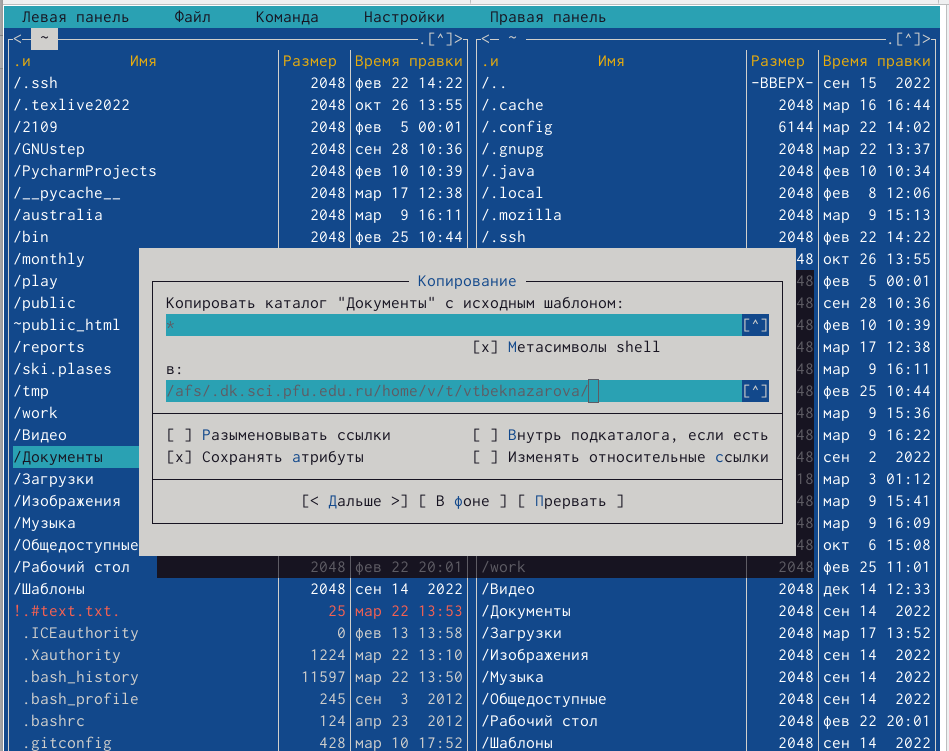 Левая панель Файл Команда Настройки Правая панель
<─ ~ .[^]> <─ ~ .[^]>
.и Имя Размер Время правки .и Имя Размер Время правки
/.ssh 2048 фев 22 14:22 /.. -ВВЕРХ- сен 15 2022
/.texlive2022 2048 окт 26 13:55 /.cache 2048 мар 16 16:44
/2109 2048 фев 5 00:01 /.config 6144 мар 22 14:02
/GNUstep 2048 сен 28 10:36 /.gnupg 2048 мар 22 13:37
/PycharmProjects 2048 фев 10 10:39 /.java 2048 фев 10 10:34
/__pycache__ 2048 мар 17 12:38 /.local 2048 фев 8 12:06
/australia 2048 мар 9 16:11 /.mozilla 2048 мар 9 15:13
/bin 2048 фев 25 10:44 /.ssh 2048 фев 22 14:22
/monthly 48 окт 26 13:55
/play Копирование 48 фев 5 00:01
/public Копировать каталог "Документы" с исходным шаблоном: 48 сен 28 10:36
~public_html * [^] 48 фев 10 10:39
/reports [x] Метасимволы shell 48 мар 17 12:38
/ski.plases в: 48 мар 9 16:11
/tmp /afs/.dk.sci.pfu.edu.ru/home/v/t/vtbeknazarova/ [^] 48 фев 25 10:44
/work 48 мар 9 15:36
/Видео [ ] Разыменовывать ссылки [ ] Внутрь подкаталога, если есть 48 мар 9 16:22
/Документы [x] Сохранять атрибуты [ ] Изменять относительные ссылки 48 сен 2 2022
/Загрузки 18 мар 3 01:12
/Изображения [< Дальше >] [ В фоне ] [ Прервать ] 48 мар 9 15:41
/Музыка 48 мар 9 16:09
/Общедоступные 48 окт 6 15:08
/Рабочий стол 2048 фев 22 20:01 /work 2048 фев 25 11:01
/Шаблоны 2048 сен 14 2022 /Видео 2048 дек 14 12:33
!.#text.txt. 25 мар 22 13:53 /Документы 2048 сен 14 2022
.ICEauthority 0 фев 13 13:58 /Загрузки 2048 мар 17 13:52
.Xauthority 1224 мар 22 13:10 /Изображения 2048 сен 14 2022
.bash_history 11597 мар 22 13:50 /Музыка 2048 сен 14 2022
.bash_profile 245 сен 3 2012 /Общедоступные 2048 сен 14 2022
.bashrc 124 апр 23 2012 /Рабочий стол 2048 фев 22 20:01
.gitconfig 428 мар 10 17:52 /Шаблоны 2048 сен 14 2022